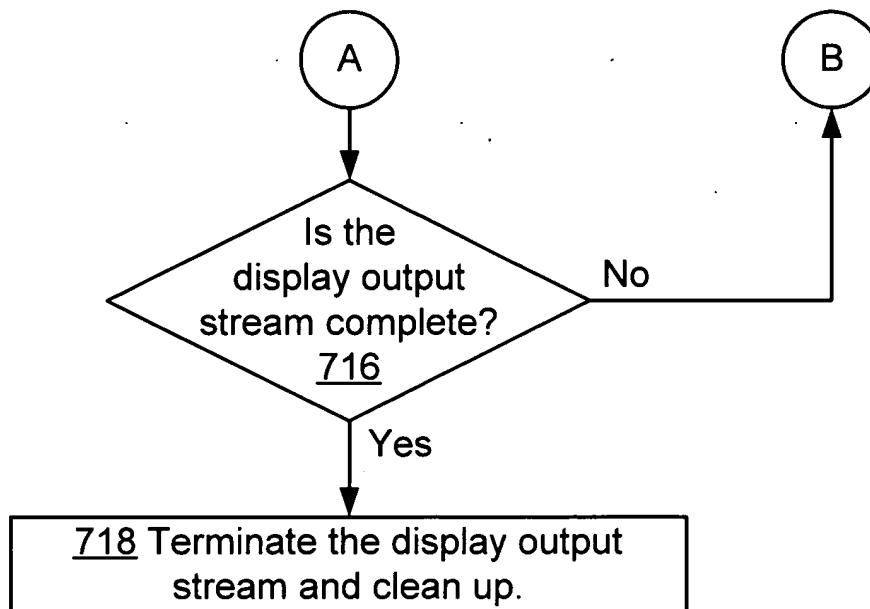 A
B
Is the
display output
stream complete?
716
No
Yes
718 Terminate the display output
stream and clean up.